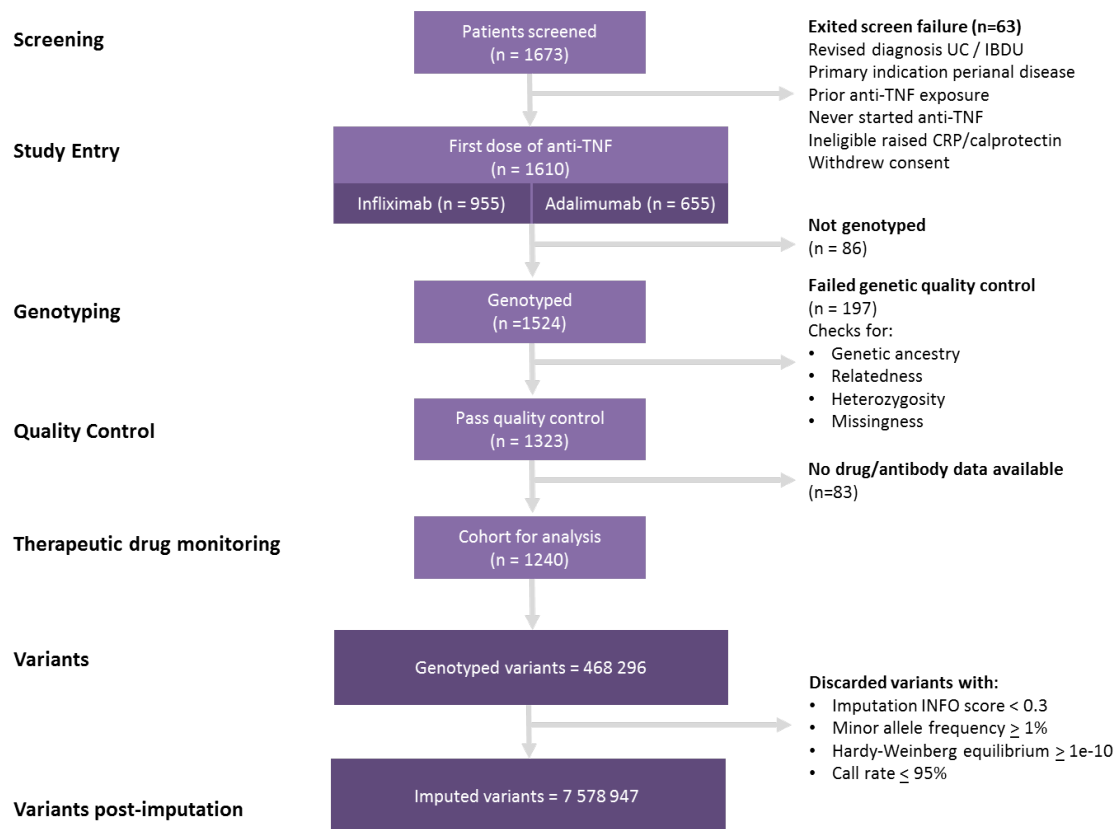 Screening
Patients screened
(n = 1673)
Exited screen failure (n=63)
Revised diagnosis UC / IBDU
Primary indication perianal disease
Prior anti-TNF exposure
Never started anti-TNF
Ineligible raised CRP/calprotectin
Withdrew consent
Study Entry
First dose of anti-TNF
(n = 1610)
Infliximab (n = 955)
Adalimumab (n = 655)
Not genotyped
(n = 86)
Genotyping
Genotyped
(n =1524)
Failed genetic quality control
(n = 197)
Checks for:
• Genetic ancestry
• Relatedness
• Heterozygosity
• Missingness
Quality Control
Pass quality control
(n = 1323)
No drug/antibody data available
(n=83)
Therapeutic drug monitoring
Cohort for analysis
(n = 1240)
Variants
Genotyped variants = 468 296
Discarded variants with:
• Imputation INFO score < 0.3
• Minor allele frequency ≥ 1%
• Hardy-Weinberg equilibrium ≥ 1e-10
• Call rate ≤ 95%
Variants post-imputation
Imputed variants = 7 578 947